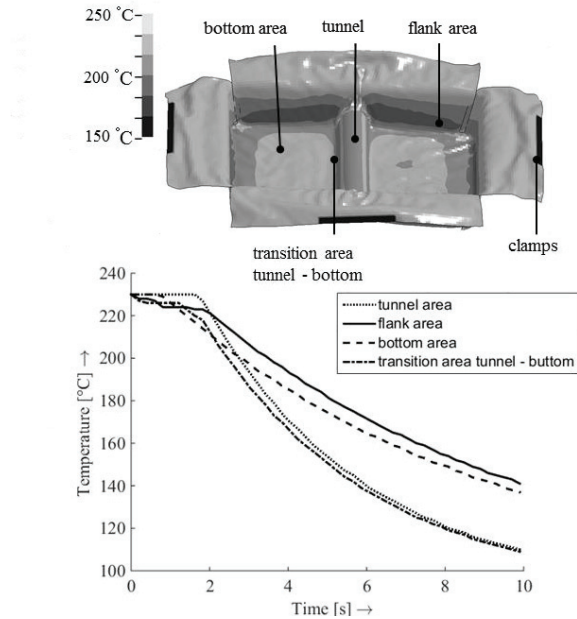 250 °C
200 °C
150 °C
bottom area
tunnel
flank area
transition area
tunnel - bottom
clamps
240
220
200
180
160
140
120
100
0
2
4
6
8
10
Temperature [°C] →
Time [s] →
tunnel area
flank area
bottom area
transition area tunnel - buttom